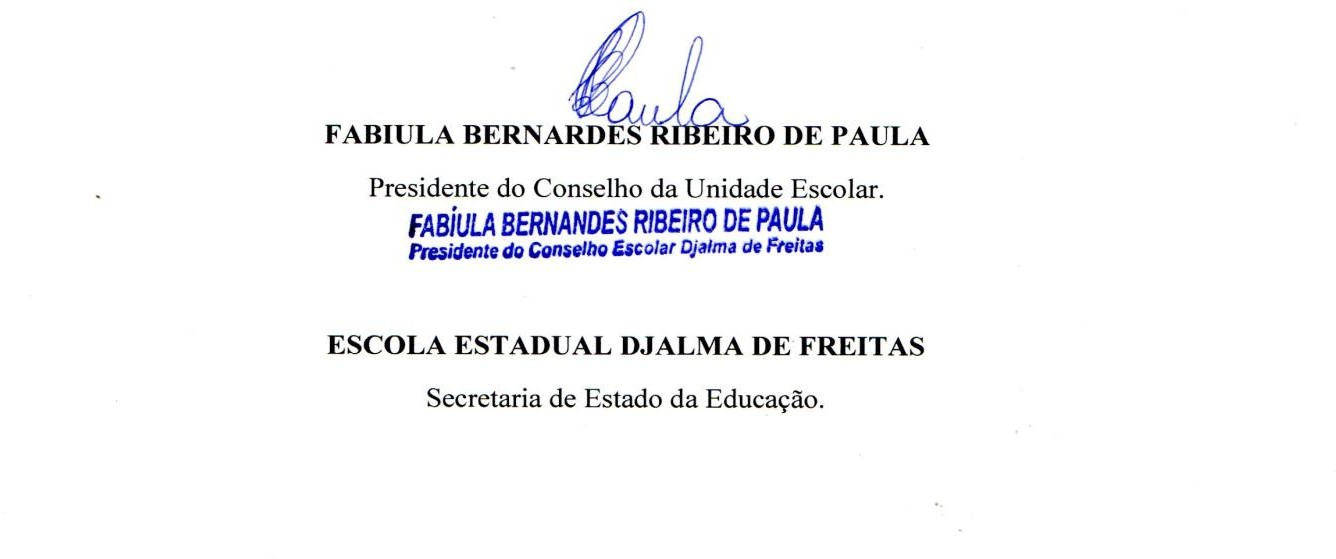 Paula
FABIULA BERNARDES RIBEIRO DE PAULA
Presidente do Conselho da Unidade Escolar.
FABÍULA BERNANDES RIBEIRO DE PAULA
Presidente do Conselho Escolar Djalma de Freitas
ESCOLA ESTADUAL DJALMA DE FREITAS
Secretaria de Estado da Educação.